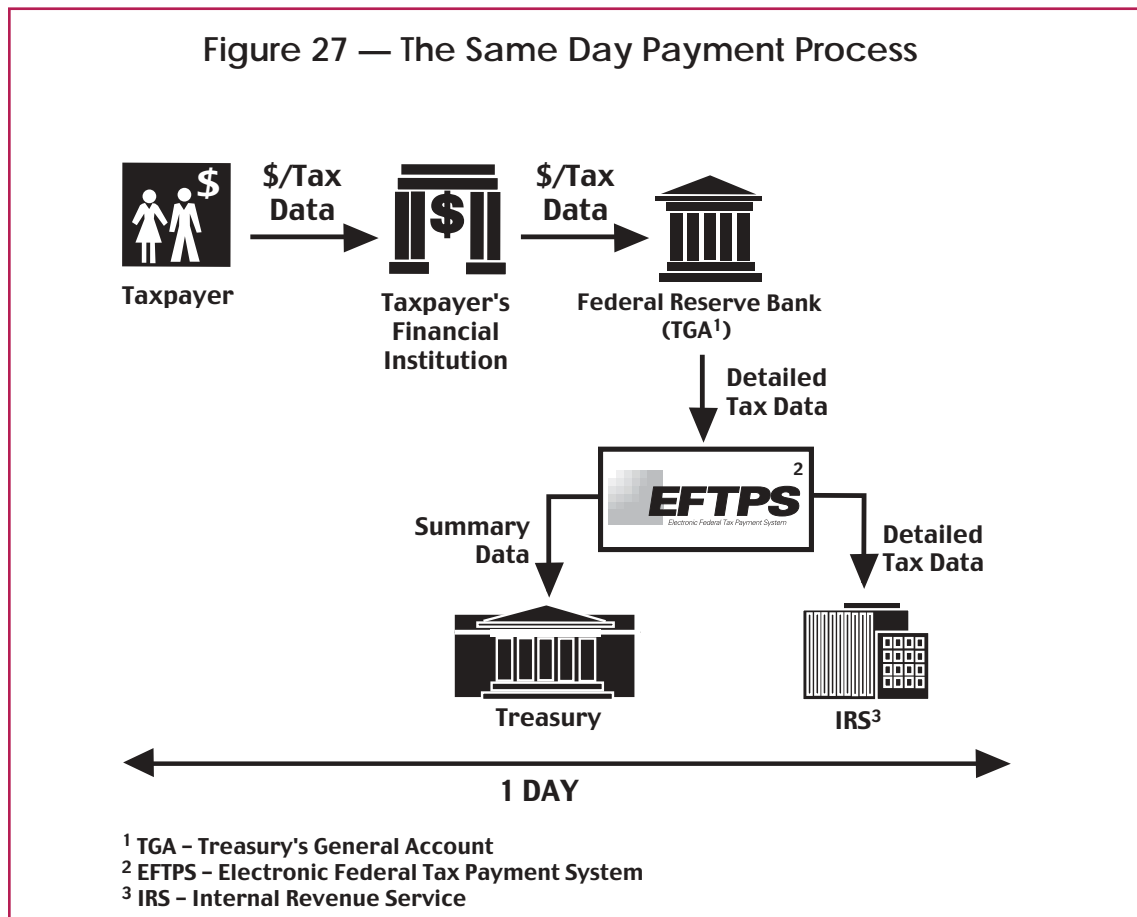 Figure 27 — The Same Day Payment Process
$
$/Tax
Data
$
$/Tax
Data
Taxpayer
Taxpayer's
Financial
Institution
Federal Reserve Bank
(TGA¹)
Detailed
Tax Data
2
EFTPS
Electronic Federal Tax Payment System
Summary
Data
Detailed
Tax Data
Treasury
IRS³
1 DAY
¹ TGA – Treasury's General Account
² EFTPS – Electronic Federal Tax Payment System
³ IRS – Internal Revenue Service